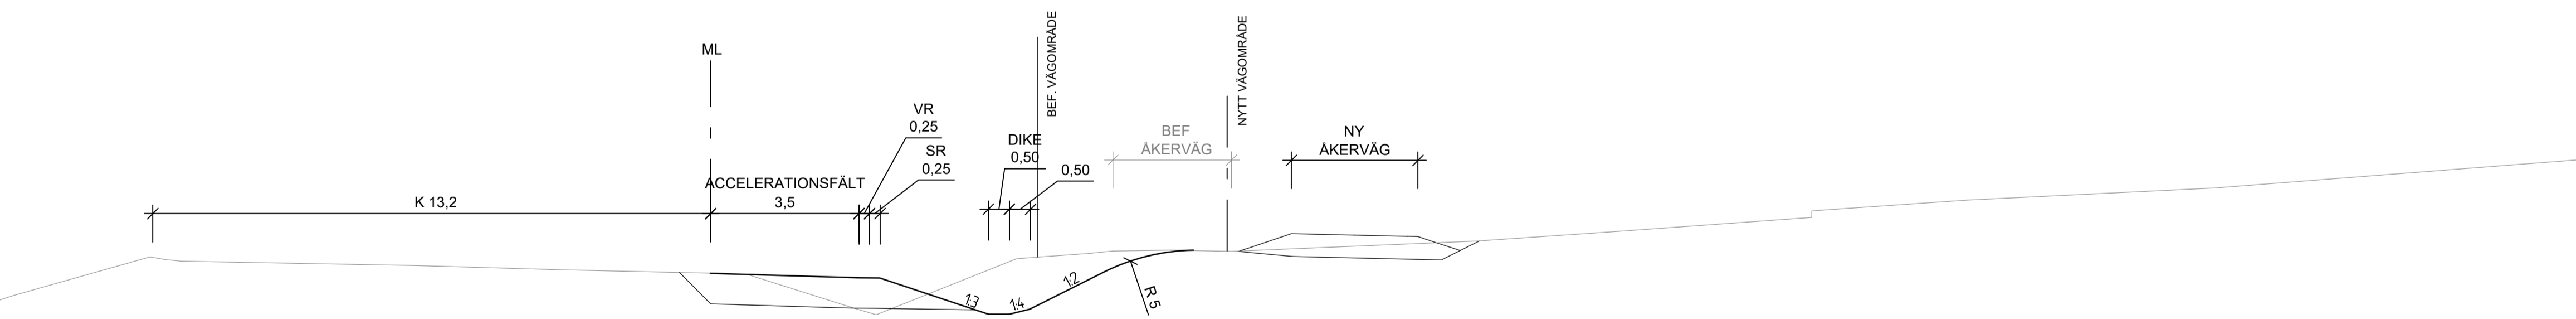 ML
K 13,2
ACCELERATIONSFÄLT
3,5
VR
0,25
SR
0,25
DIKE
0,50
0,50
BEF. VÄGOMRÅDE
BEF
ÅKERVÄG
NYTT VÄGOMRÅDE
NY
ÅKERVÄG
1:3
1:4
1:2
R 5